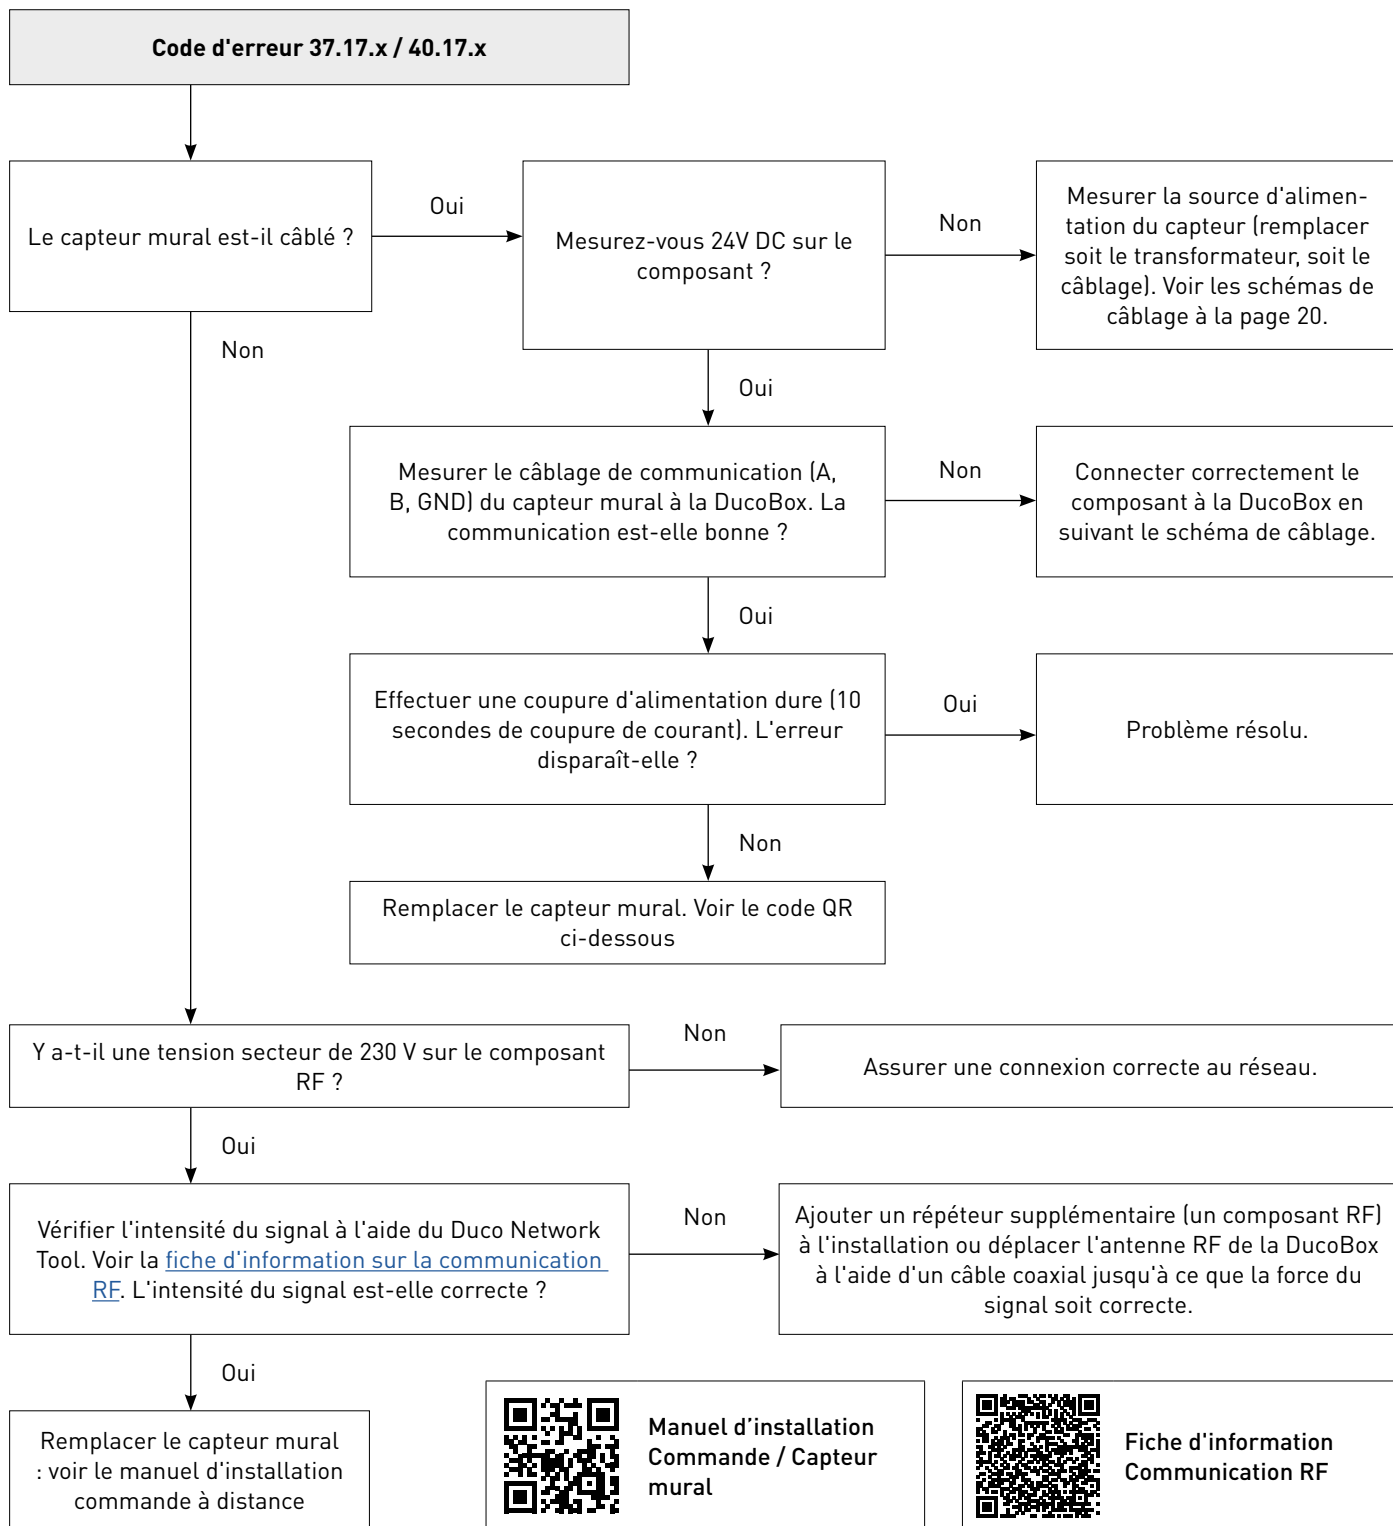 Code d'erreur 37.17.x / 40.17.x
Le capteur mural est-il câblé ?
Oui
Mesurez-vous 24V DC sur le
composant ?
Non
Mesurer la source d'alimen-
tation du capteur (remplacer
soit le transformateur, soit le
câblage). Voir les schémas de
câblage à la page 20.
Non
Oui
Mesurer le câblage de communication (A,
B, GND) du capteur mural à la DucoBox. La
communication est-elle bonne ?
Non
Connecter correctement le
composant à la DucoBox en
suivant le schéma de câblage.
Oui
Effectuer une coupure d'alimentation dure (10
secondes de coupure de courant). L'erreur
disparaît-elle ?
Oui
Problème résolu.
Non
Remplacer le capteur mural. Voir le code QR
ci-dessous
Y a-t-il une tension secteur de 230 V sur le composant
RF ?
Non
Assurer une connexion correcte au réseau.
Oui
Vérifier l'intensité du signal à l'aide du Duco Network
Tool. Voir la fiche d'information sur la communication
RF. L'intensité du signal est-elle correcte ?
Non
Ajouter un répéteur supplémentaire (un composant RF)
à l'installation ou déplacer l'antenne RF de la DucoBox
à l'aide d'un câble coaxial jusqu'à ce que la force du
signal soit correcte.
Oui
Remplacer le capteur mural
: voir le manuel d'installation
commande à distance
Manuel d’installation
Commande / Capteur
mural
Fiche d'information
Communication RF